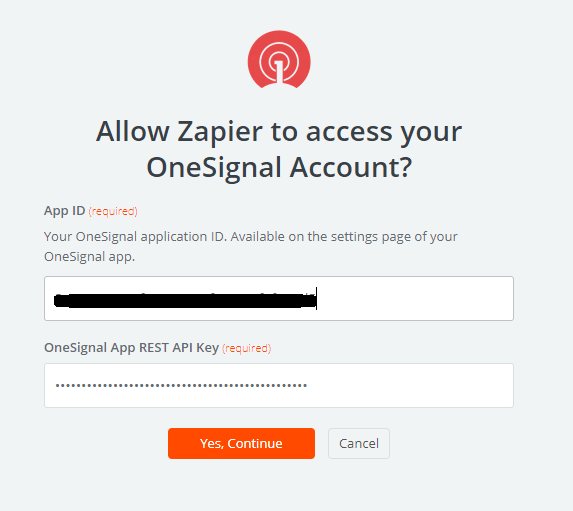 Allow Zapier to access your
OneSignal Account?
App ID (required)
Your OneSignal application ID. Available on the settings page of your
OneSignal app.
OneSignal App REST API Key (required)
••••••••••••••••••••••••••••••••••••••••••••••••
Yes, Continue
Cancel